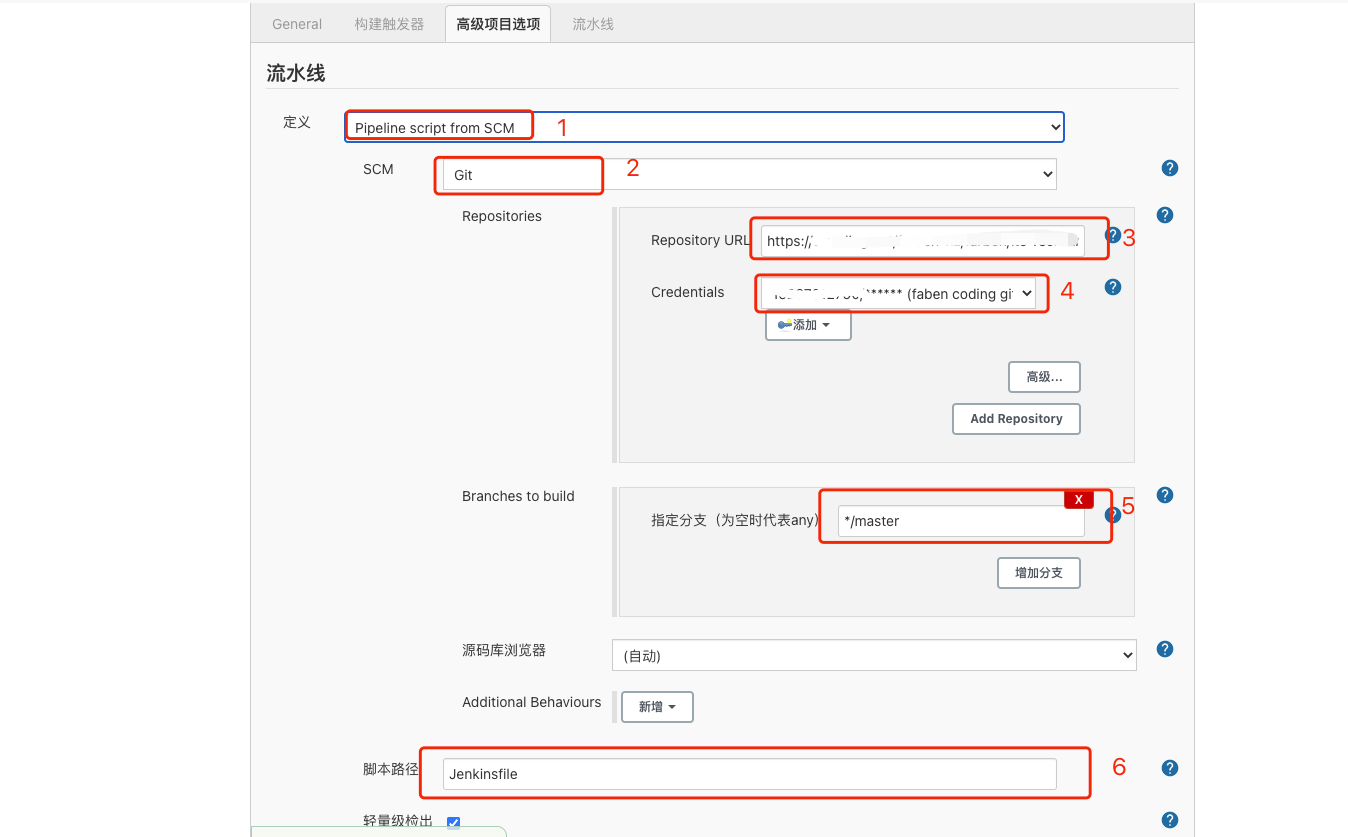 General 构建触发器 高级项目选项 流水线
流水线
定义 Pipeline script from SCM 1
SCM Git 2
Repositories
Repository URL https:/ 3
Credentials ****** (faben coding gi 4
添加
高级...
Add Repository
Branches to build
X
指定分支（为空时代表any) */master 5
增加分支
源码库浏览器 (自动)
Additional Behaviours 新增
脚本路径 Jenkinsfile 6
轻量级检出